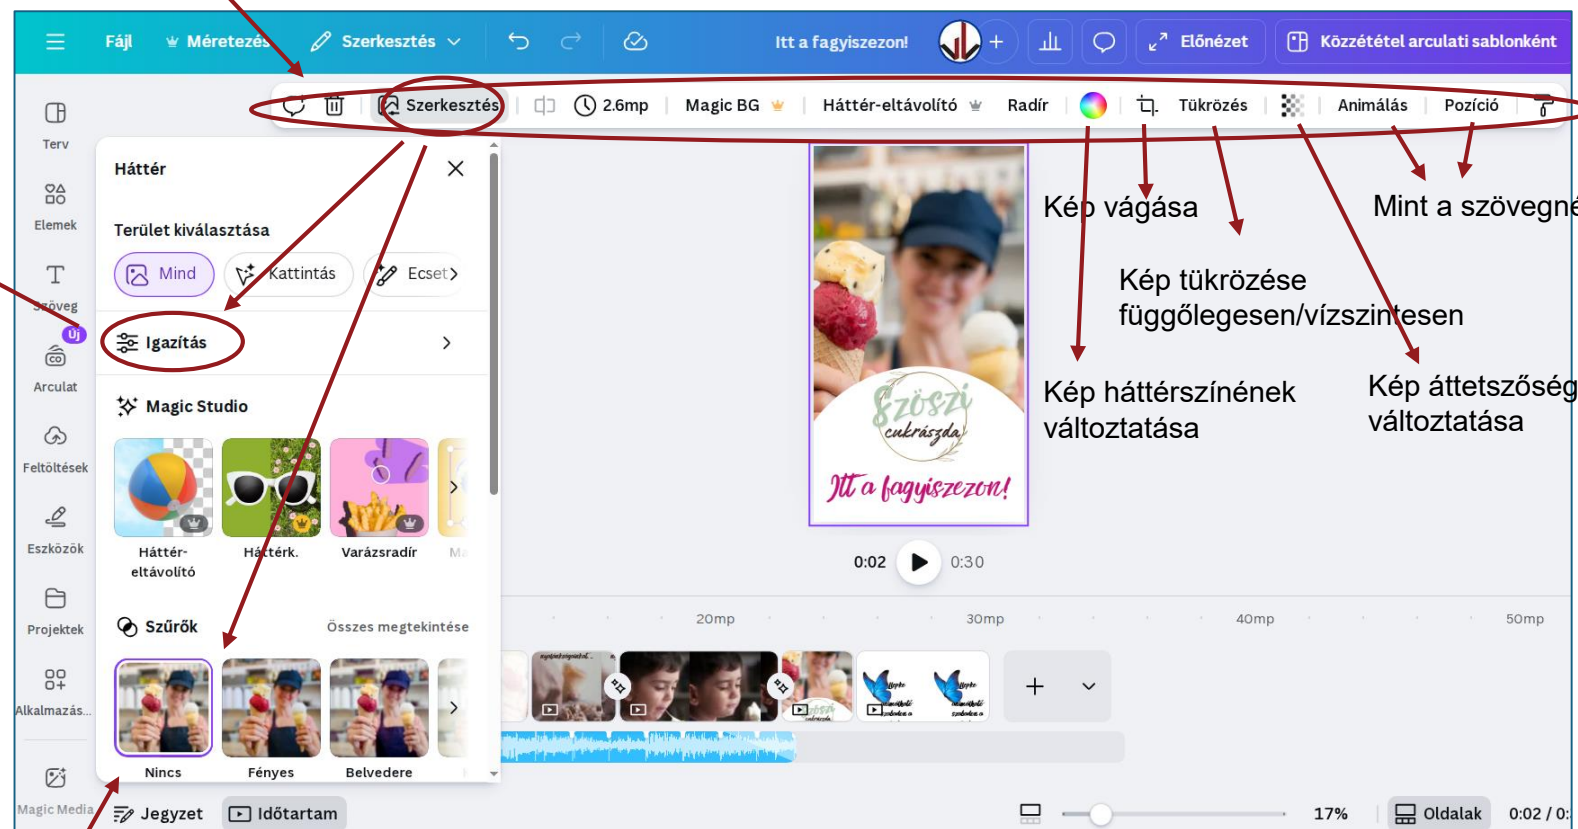 Fájl
Méretezés
Szerkesztés
Itt a fagyiszezon!
Előnézet
Közzététel arculati sablonként
Szerkesztés
2.6mp
Magic BG
Háttér-eltávolító
Radír
Tükrözés
Animálás
Pozíció
Terv
Elemek
Szöveg
Új
Arculat
Feltöltések
Eszközök
Projektek
Alkalmazás...
Magic Media
Háttér
Terület kiválasztása
Mind
Kattintás
Ecset
Igazítás
Magic Studio
Háttér-
eltávolító
Háttérk.
Varázsradír
Szűrők
Összes megtekintése
Nincs
Fényes
Belvedere
Kép vágása
Mint a szövegné
Kép tükrözése
függőlegesen/vízszintesen
Kép háttérszínének
változtatása
Kép áttetszőség
változtatása
Szöszi
cukrászda
Itt a fagyiszezon!
0:02
0:30
20mp
30mp
40mp
50mp
Jegyzet
Időtartam
17%
Oldalak
0:02 / 0: